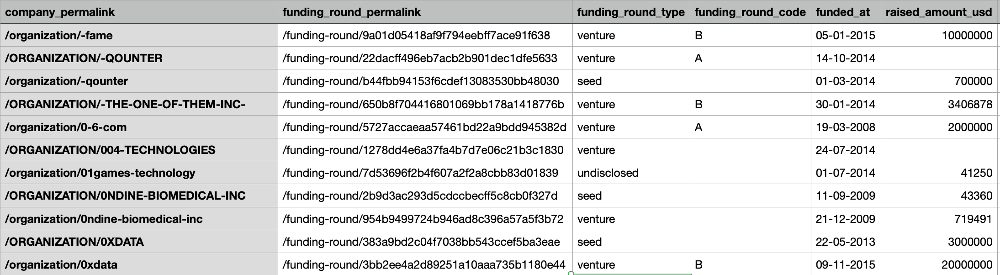 company_permalink funding_round_permalink funding_round_type funding_round_code funded_at raised_amount_usd
/organization/-fame /funding-round/9a01d05418af9f794eebff7ace91f638 venture B 05-01-2015 10000000
/ORGANIZATION/-QOUNTER /funding-round/22dacff496eb7acb2b901dec1dfe5633 venture A 14-10-2014
/organization/-qounter /funding-round/b44fbb94153f6cdef13083530bb48030 seed 01-03-2014 700000
/ORGANIZATION/-THE-ONE-OF-THEM-INC- /funding-round/650b8f704416801069bb178a1418776b venture B 30-01-2014 3406878
/organization/0-6-com /funding-round/5727accaeaa57461bd22a9bdd945382d venture A 19-03-2008 2000000
/ORGANIZATION/004-TECHNOLOGIES /funding-round/1278dd4e6a37fa4b7d7e06c21b3c1830 venture 24-07-2014
/organization/01games-technology /funding-round/7d53696f2b4f607a2f2a8cbb83d01839 undisclosed 01-07-2014 41250
/ORGANIZATION/0NDINE-BIOMEDICAL-INC /funding-round/2b9d3ac293d5cdccbecff5c8cb0f327d seed 11-09-2009 43360
/organization/0ndine-biomedical-inc /funding-round/954b9499724b946ad8c396a57a5f3b72 venture 21-12-2009 719491
/ORGANIZATION/0XDATA /funding-round/383a9bd2c04f7038bb543ccef5ba3eae seed 22-05-2013 3000000
/organization/0xdata /funding-round/3bb2ee4a2d89251a10aaa735b1180e44 venture B 09-11-2015 20000000